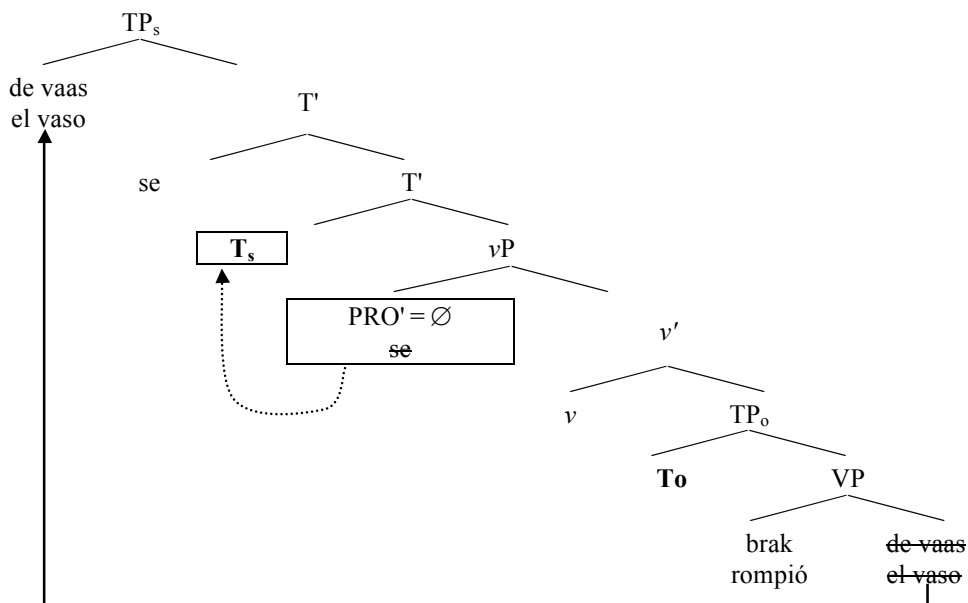 TPs
de vaas
el vaso
T'
se
T'
Ts
vP
PRO' = ∅
se
v'
v
TPo
To
VP
brak
rompió
de vaas
el vaso